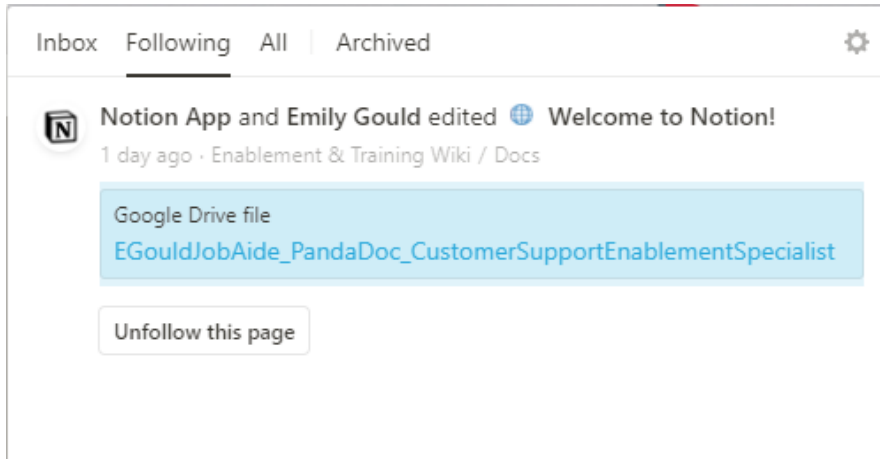 Inbox Following All Archived
Notion App and Emily Gould edited Welcome to Notion!
1 day ago · Enablement & Training Wiki / Docs
Google Drive file
EGouldJobAide_PandaDoc_CustomerSupportEnablementSpecialist
Unfollow this page